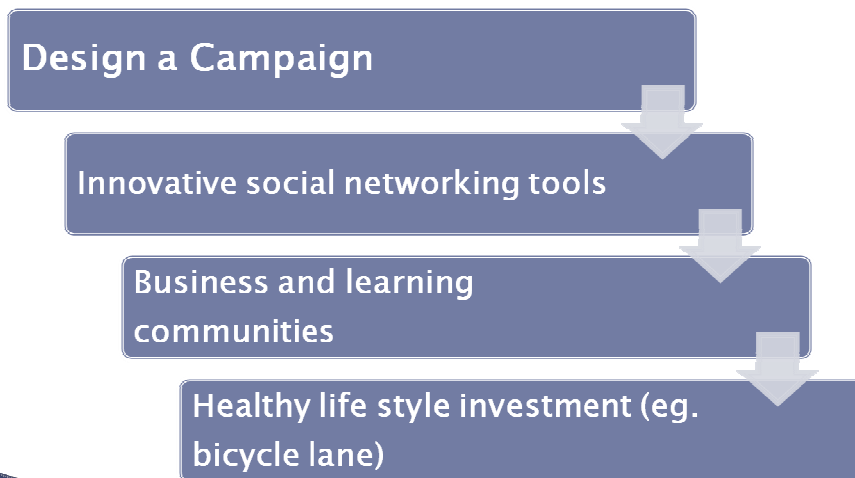 Design a Campaign
Innovative social networking tools
Business and learning
communities
Healthy life style investment (eg.
bicycle lane)